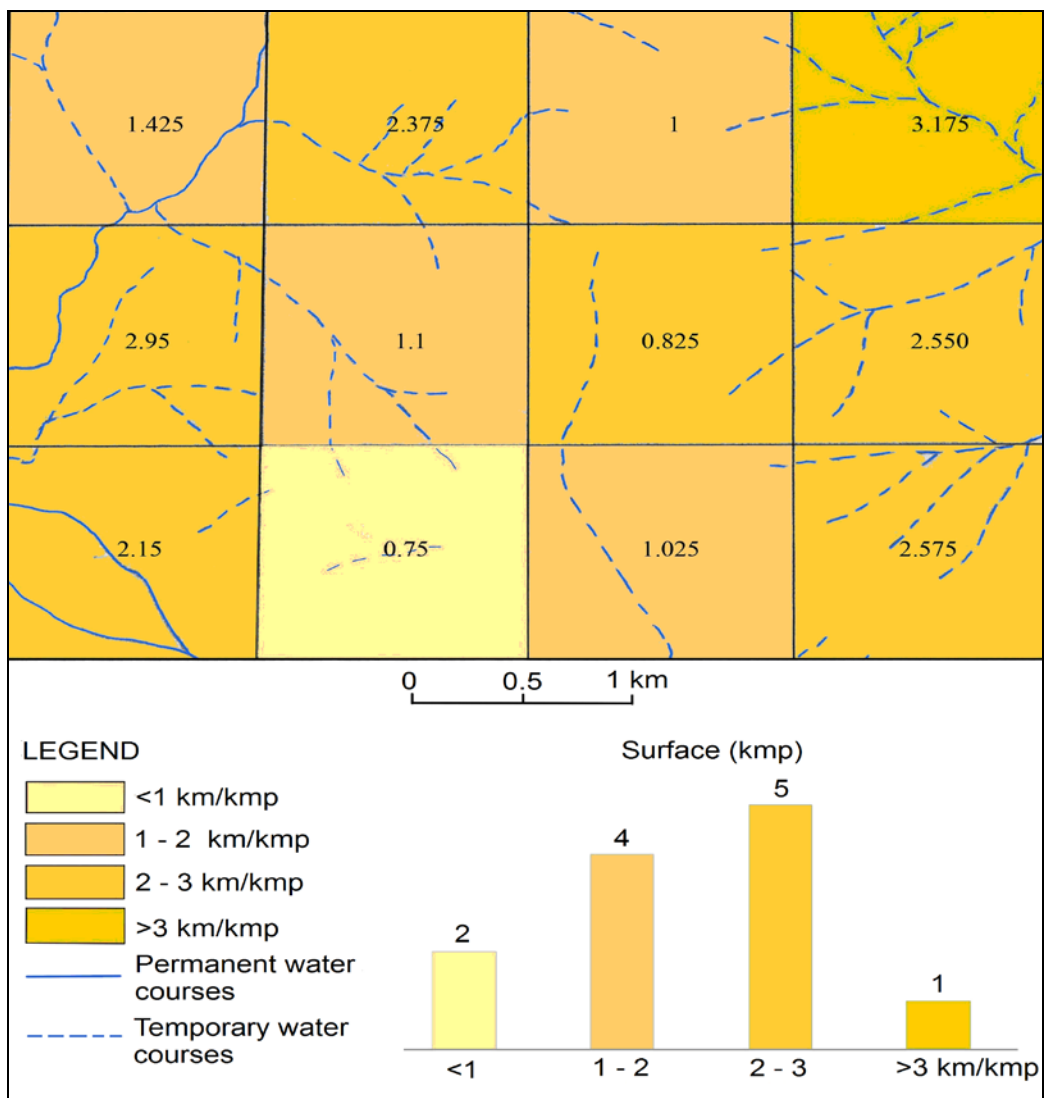 1.425 2.375 1 3.175
2.95 1.1 0.825 2.550
2.15 0.75 1.025 2.575
0 0.5 1 km
LEGEND
<1 km/kmp
1 - 2 km/kmp
2 - 3 km/kmp
>3 km/kmp
Permanent water
courses
Temporary water
courses
Surface (kmp)
2 4 5 1
<1 1 - 2 2 - 3 >3 km/kmp